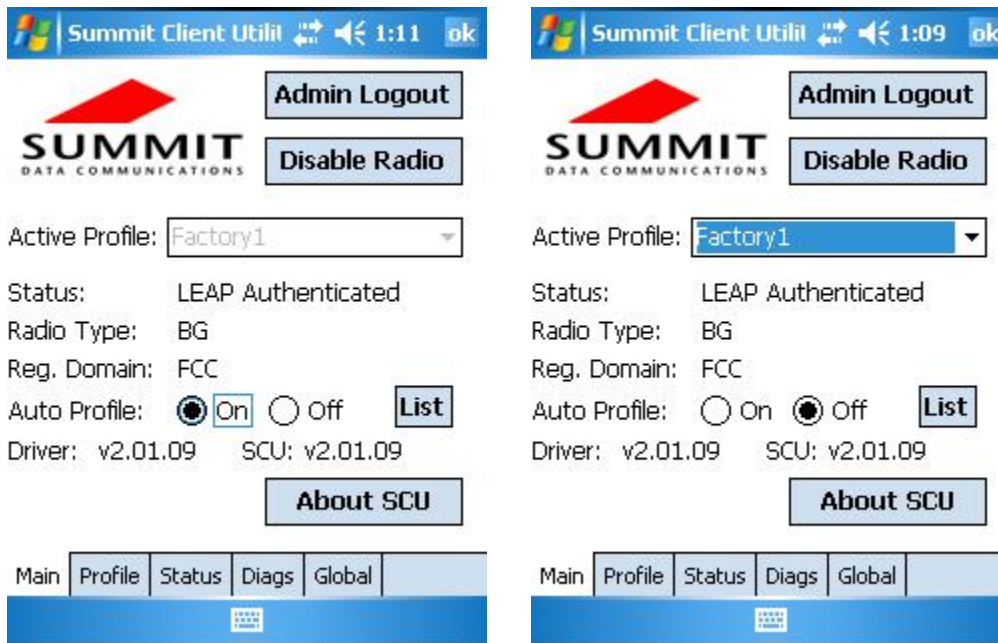 Summit Client Utilit 1:11 ok
SUMMIT
DATA COMMUNICATIONS
Admin Logout
Disable Radio
Active Profile: Factory1
Status: LEAP Authenticated
Radio Type: BG
Reg. Domain: FCC
Auto Profile: On Off List
Driver: v2.01.09 SCU: v2.01.09
About SCU
Main Profile Status Diags Global
Summit Client Utilit 1:09 ok
SUMMIT
DATA COMMUNICATIONS
Admin Logout
Disable Radio
Active Profile: Factory1
Status: LEAP Authenticated
Radio Type: BG
Reg. Domain: FCC
Auto Profile: On Off List
Driver: v2.01.09 SCU: v2.01.09
About SCU
Main Profile Status Diags Global